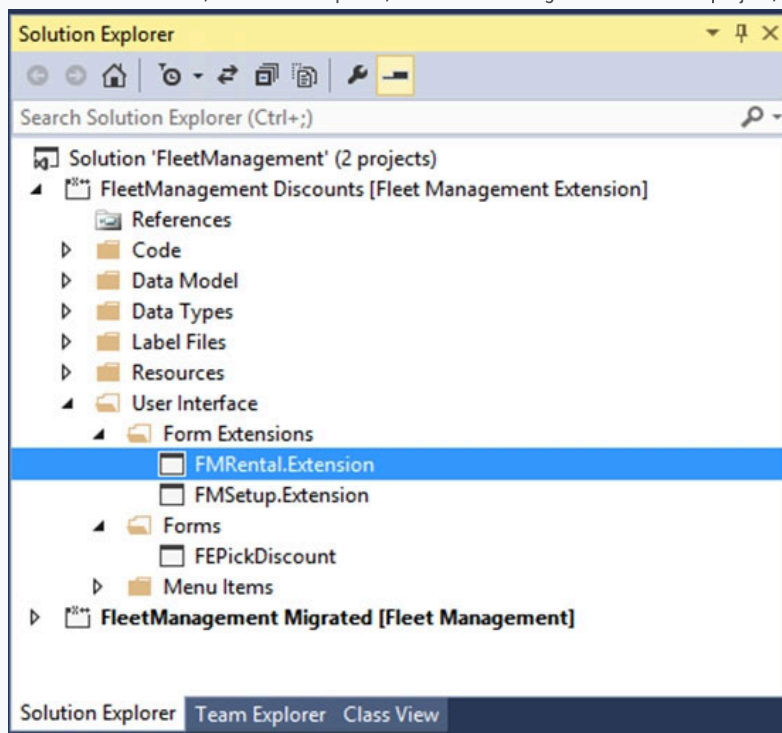 Solution Explorer
Search Solution Explorer (Ctrl+;)
Solution 'FleetManagement' (2 projects)
FleetManagement Discounts [Fleet Management Extension]
References
Code
Data Model
Data Types
Label Files
Resources
User Interface
Form Extensions
FMRental.Extension
FMSetup.Extension
Forms
FEPickDiscount
Menu Items
FleetManagement Migrated [Fleet Management]
Solution Explorer Team Explorer Class View